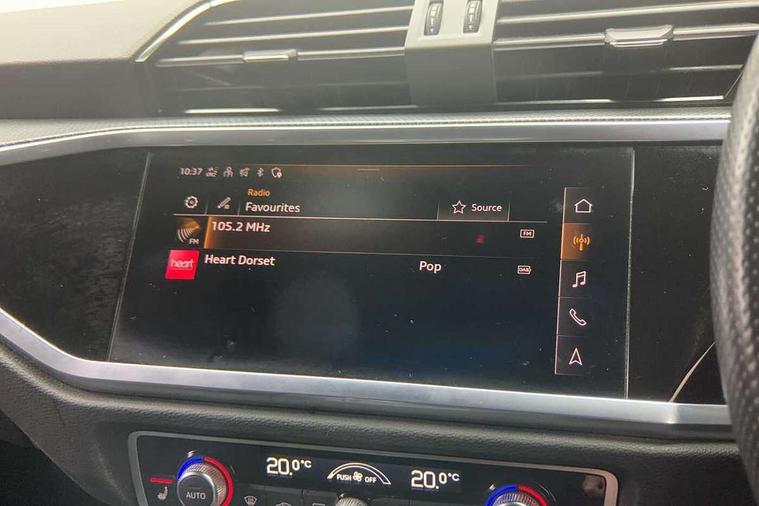 10:37
Radio
Favourites
Source
105.2 MHz
FM
FM
heart
Heart Dorset
Pop
DAB
20.0°C
PUSH OFF
20.0°C
AUTO